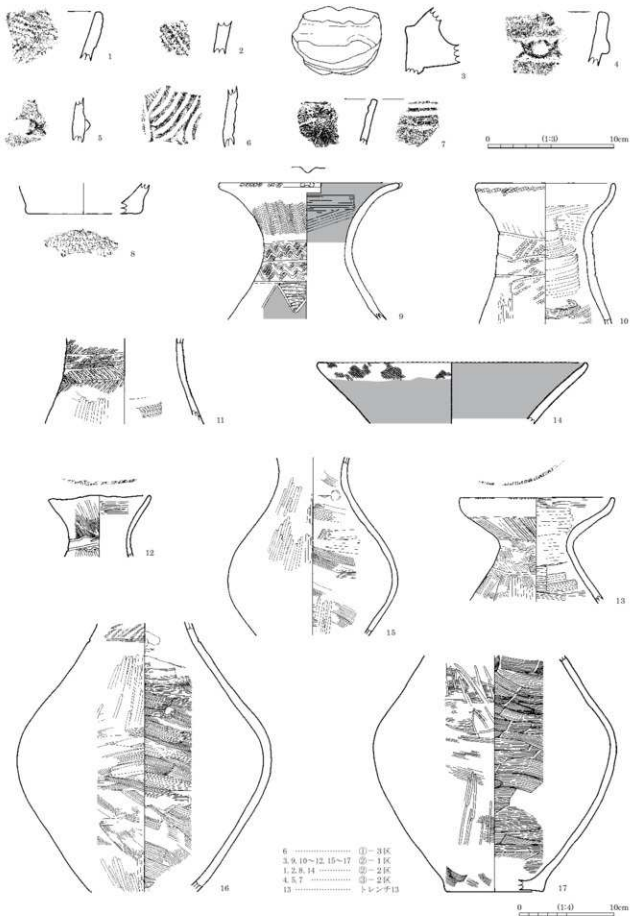 1
2
3
4
5
6
7
0 (1:3) 10cm
8
9
10
11
14
12
15
13
16
17
6 ………… ①－3区
3、9、10～12、15～17 ………… ②－1区
1、2、8、14 ………… ②－2区
4、5、7 ………… ③－2区
13 ………… トレンチ13
0 (1:4) 10cm